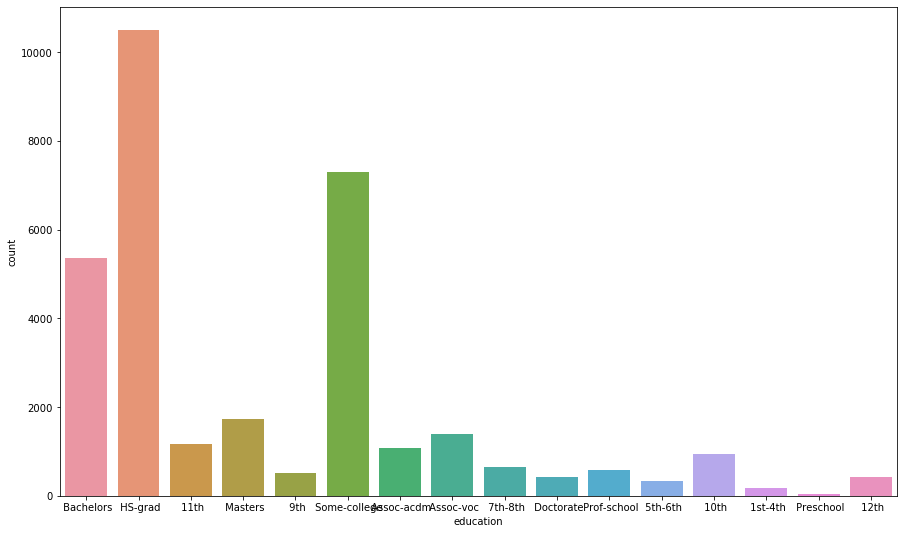 10000
8000
6000
4000
2000
0
count
Bachelors HS-grad 11th Masters 9th Some-college Assoc-acdm Assoc-voc 7th-8th Doctorate Prof-school 5th-6th 10th 1st-4th Preschool 12th
education